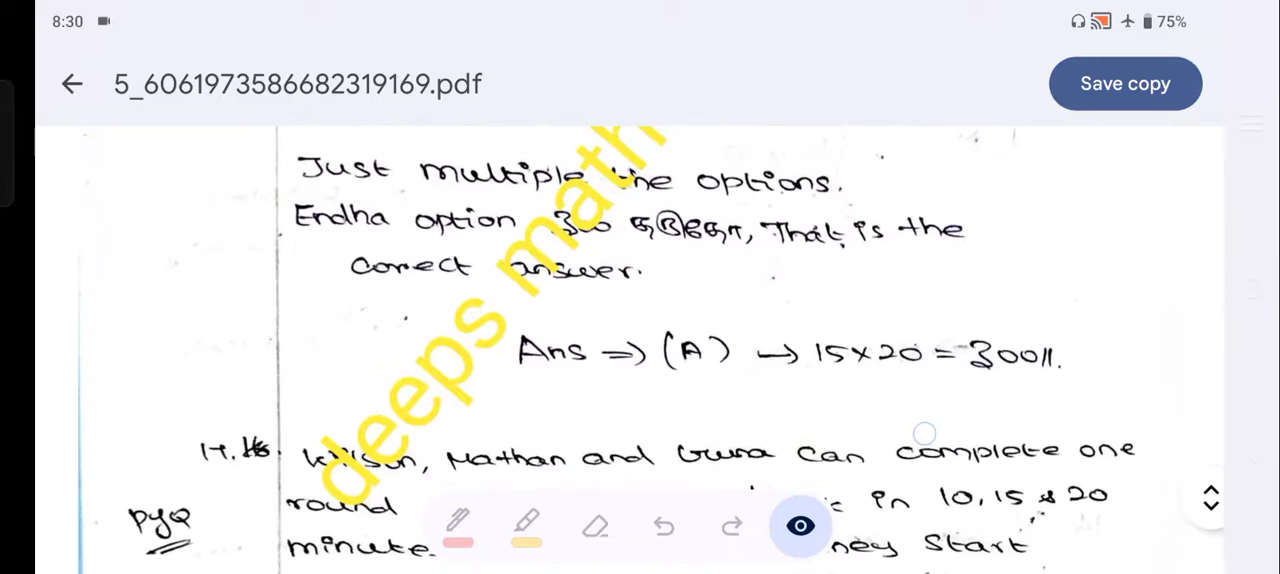 8:30
75%
5_6061973586682319169.pdf
Save copy
Just multiple the options.
Endha option 300 தருதோ, That is the
correct answer.
Ans ⇒ (A) → 15×20 = 300//.
deeps math
17. Wilson, Mathan and Guna can complete one
round in 10, 15 & 20
PYQ
minute. they start